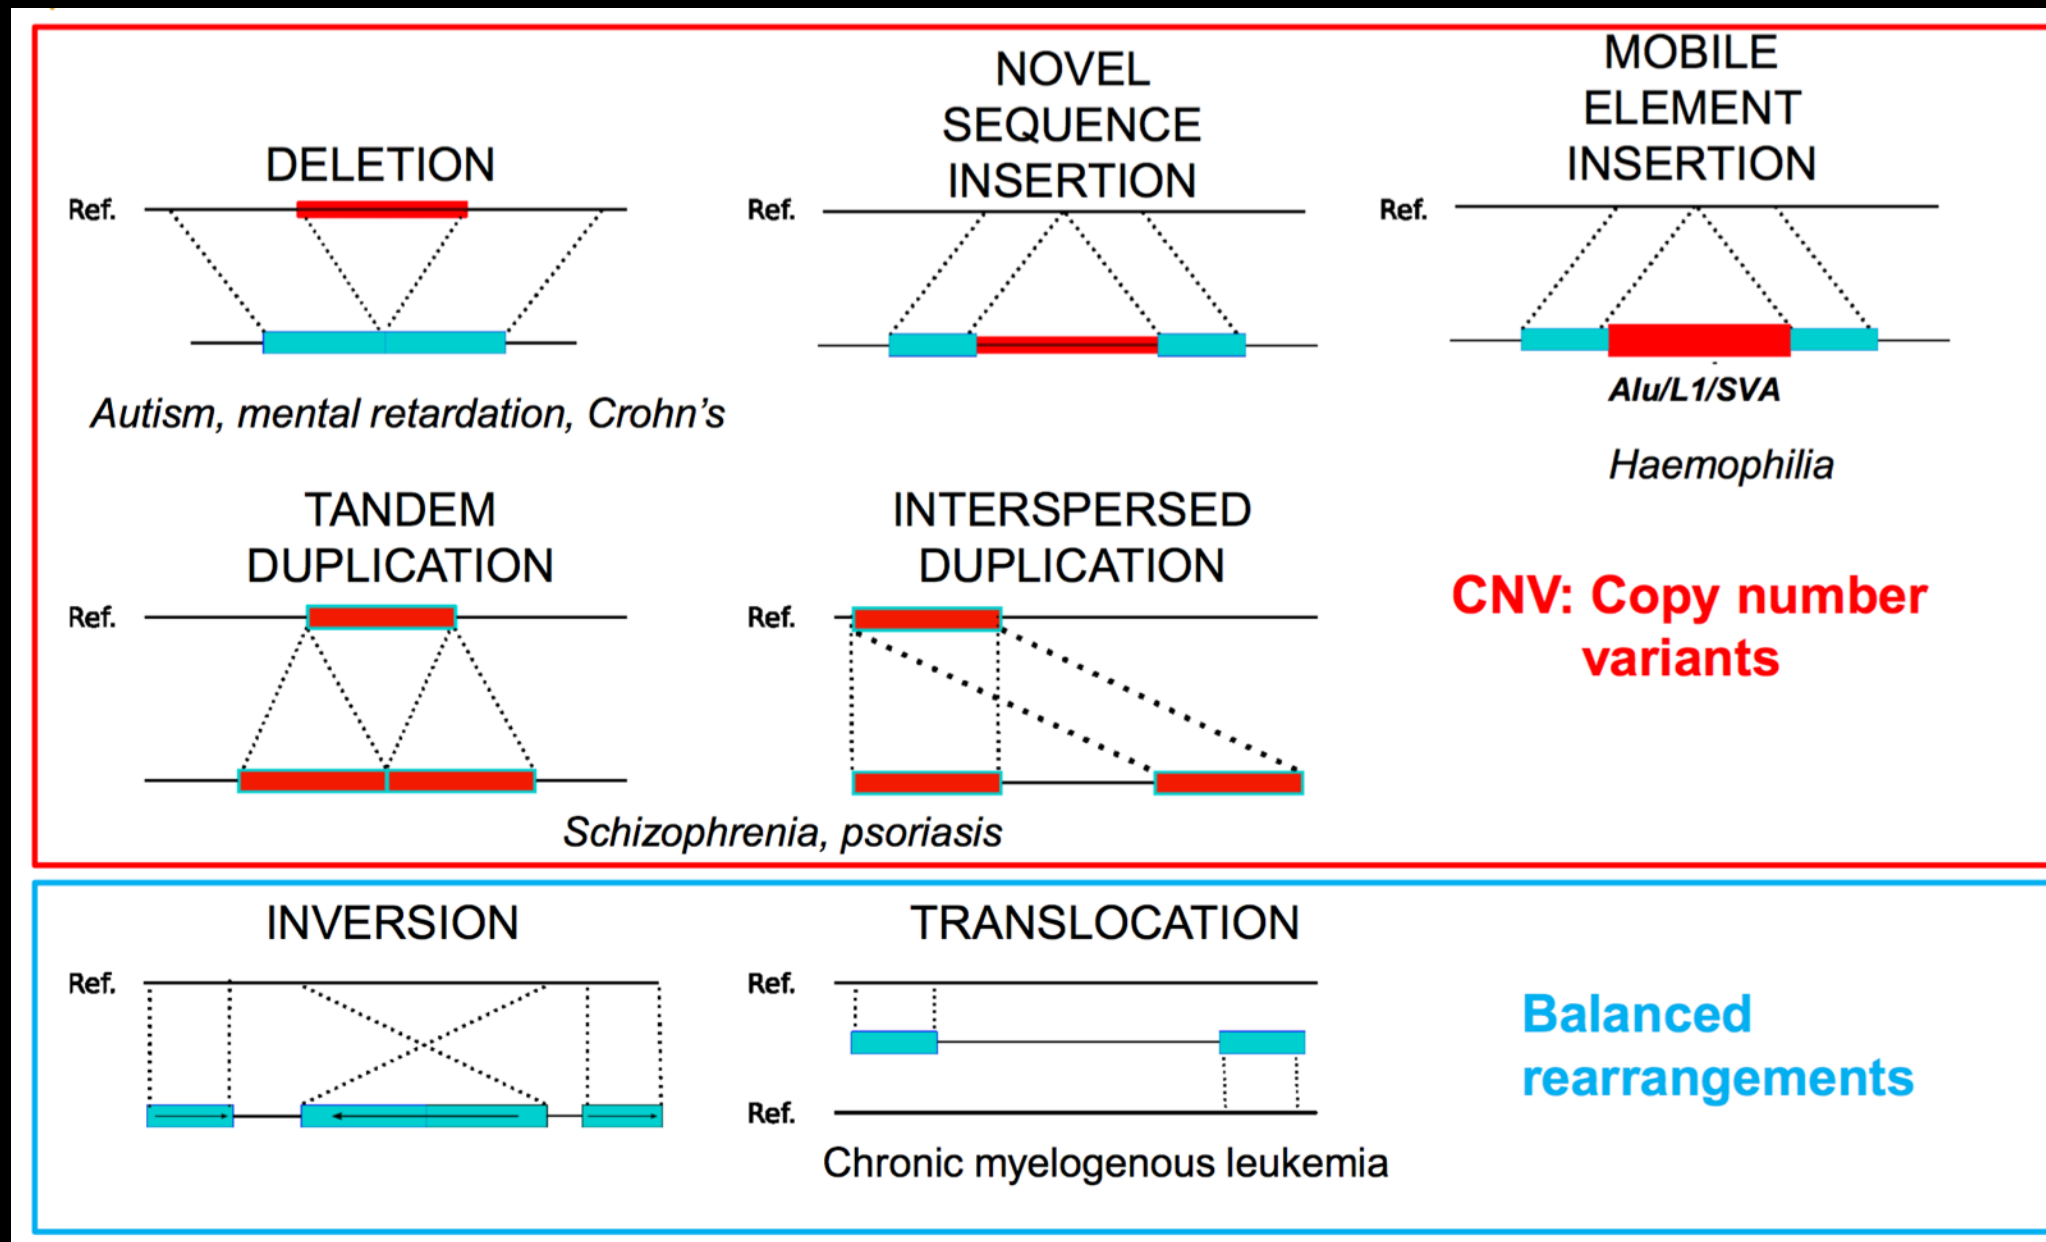 DELETION
Ref.
Autism, mental retardation, Crohn's
NOVEL
SEQUENCE
INSERTION
Ref.
MOBILE
ELEMENT
INSERTION
Ref.
Alu/L1/SVA
Haemophilia
TANDEM
DUPLICATION
Ref.
INTERSPERSED
DUPLICATION
Ref.
Schizophrenia, psoriasis
CNV: Copy number
variants
INVERSION
Ref.
TRANSLOCATION
Ref.
Ref.
Chronic myelogenous leukemia
Balanced
rearrangements